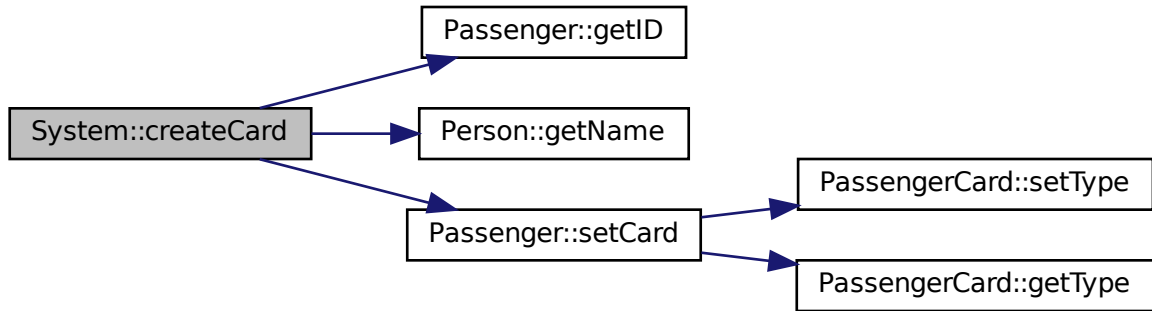 Passenger::getID
System::createCard
Person::getName
PassengerCard::setType
Passenger::setCard
PassengerCard::getType